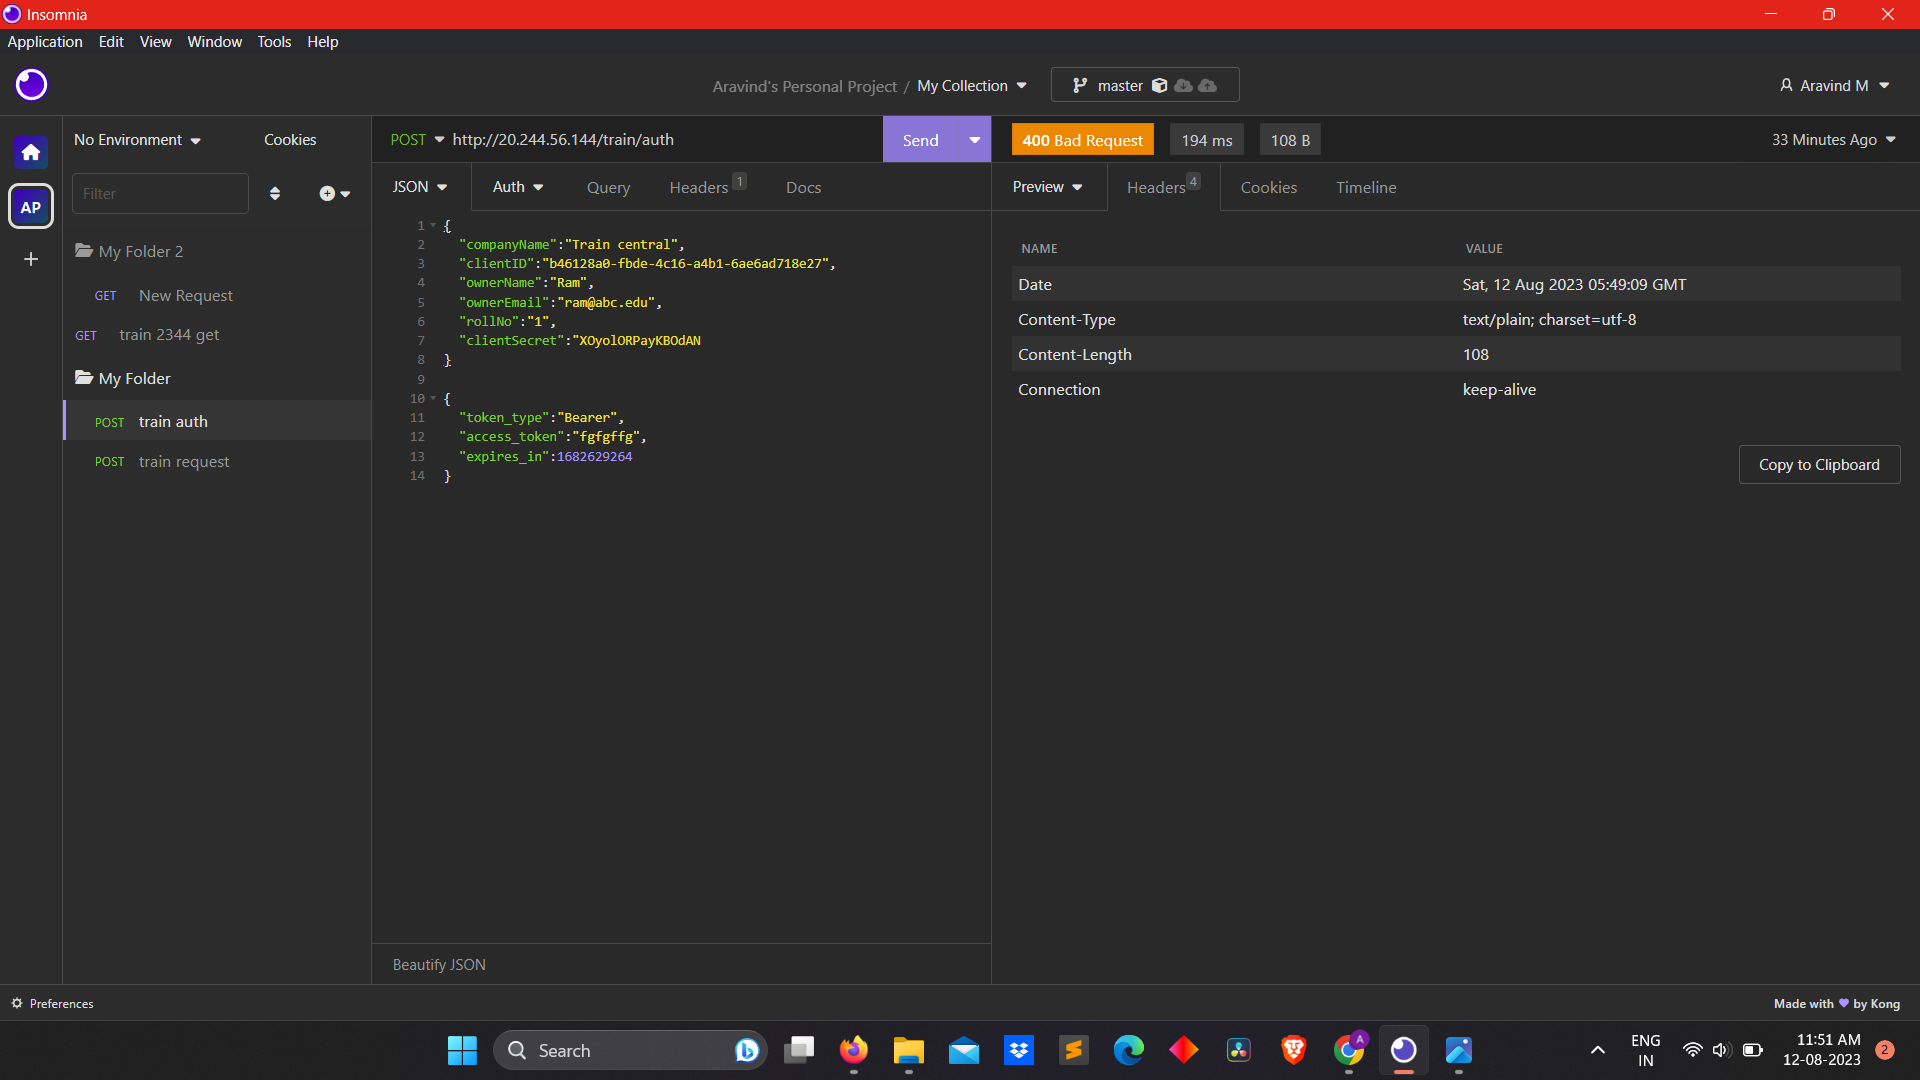 Insomnia
Application Edit View Window Tools Help
Aravind's Personal Project / My Collection master Aravind M
No Environment Cookies POST http://20.244.56.144/train/auth Send 400 Bad Request 194 ms 108 B 33 Minutes Ago
JSON Auth Query Headers 1 Docs Preview Headers 4 Cookies Timeline
Filter
AP
My Folder 2
GET New Request
GET train 2344 get
My Folder
POST train auth
POST train request
1 {
2 "companyName":"Train central",
3 "clientID":"b46128a0-fbde-4c16-a4b1-6ae6ad718e27",
4 "ownerName":"Ram",
5 "ownerEmail":"ram@abc.edu",
6 "rollNo":"1",
7 "clientSecret":"XOyolORPayKBOdAN
8 }
9
10 {
11 "token_type":"Bearer",
12 "access_token":"fgfgffg",
13 "expires_in":1682629264
14 }
NAME VALUE
Date Sat, 12 Aug 2023 05:49:09 GMT
Content-Type text/plain; charset=utf-8
Content-Length 108
Connection keep-alive
Copy to Clipboard
Beautify JSON
Preferences Made with by Kong
Search A ENG IN 11:51 AM 12-08-2023 2